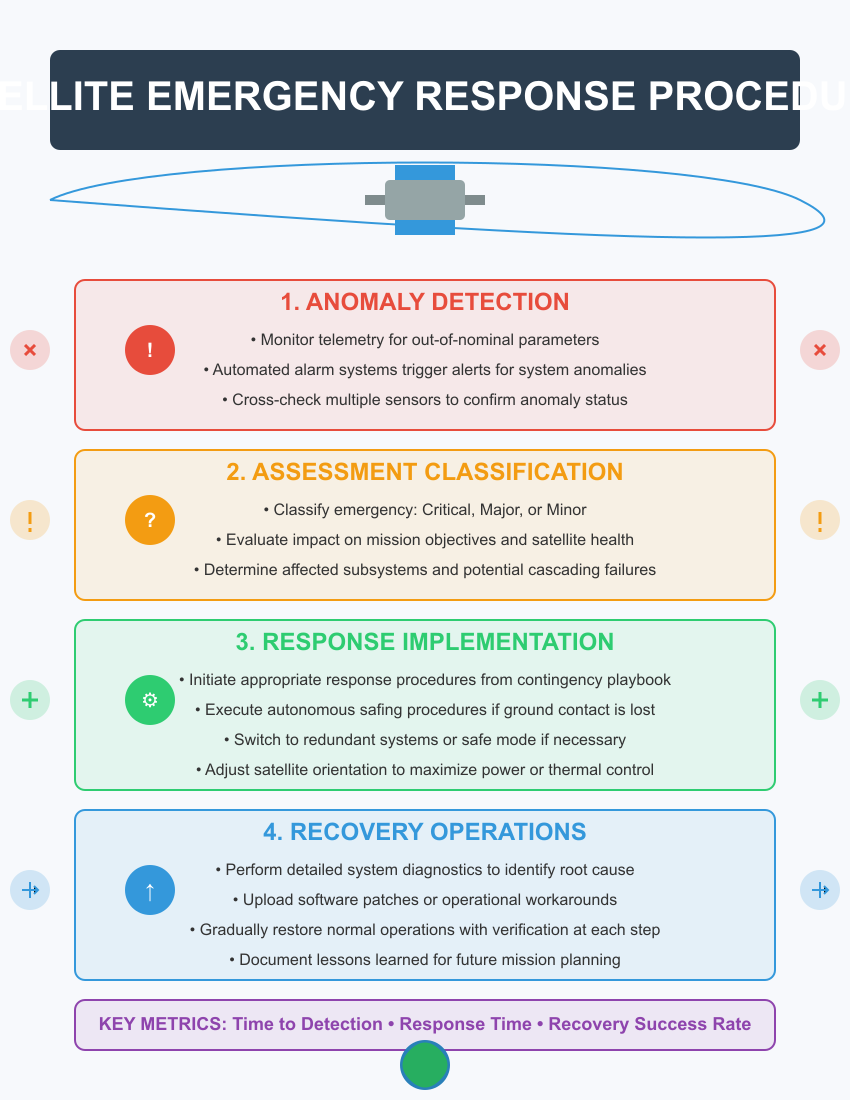 ELLITE EMERGENCY RESPONSE PROCEDU
1. ANOMALY DETECTION
!
• Monitor telemetry for out-of-nominal parameters
• Automated alarm systems trigger alerts for system anomalies
• Cross-check multiple sensors to confirm anomaly status
2. ASSESSMENT CLASSIFICATION
?
• Classify emergency: Critical, Major, or Minor
• Evaluate impact on mission objectives and satellite health
• Determine affected subsystems and potential cascading failures
3. RESPONSE IMPLEMENTATION
⚙
• Initiate appropriate response procedures from contingency playbook
• Execute autonomous safing procedures if ground contact is lost
• Switch to redundant systems or safe mode if necessary
• Adjust satellite orientation to maximize power or thermal control
4. RECOVERY OPERATIONS
↑
• Perform detailed system diagnostics to identify root cause
• Upload software patches or operational workarounds
• Gradually restore normal operations with verification at each step
• Document lessons learned for future mission planning
KEY METRICS: Time to Detection • Response Time • Recovery Success Rate